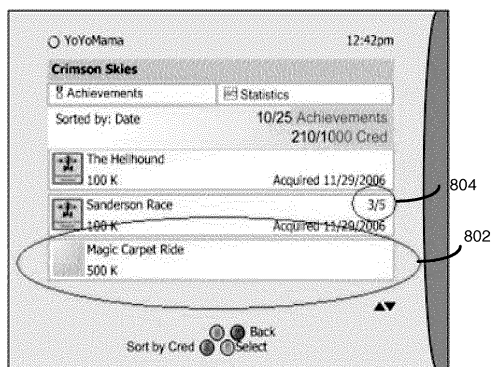 YoYoMama 12:42pm
Crimson Skies
Achievements Statistics
Sorted by: Date 10/25 Achievements
210/1000 Cred
The Hellhound
100 K Acquired 11/29/2006
804
Sanderson Race 3/5
100 K Acquired 11/29/2006
802
Magic Carpet Ride
500 K
Back
Sort by Cred Select